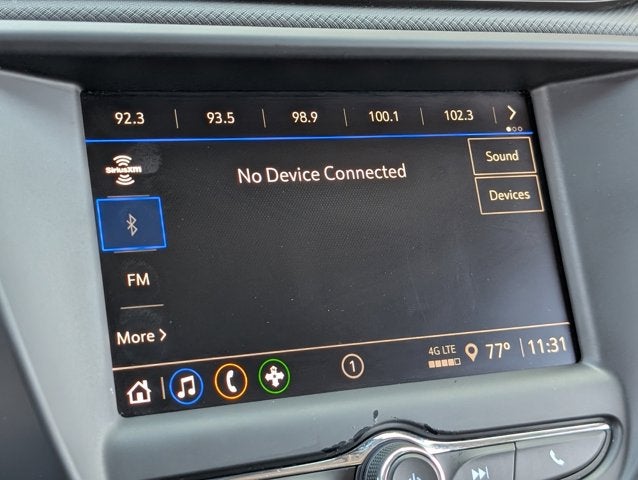 92.3 93.5 98.9 100.1 102.3
SiriusXM
No Device Connected
Sound
Devices
FM
More
1
4G LTE
77°
11:31